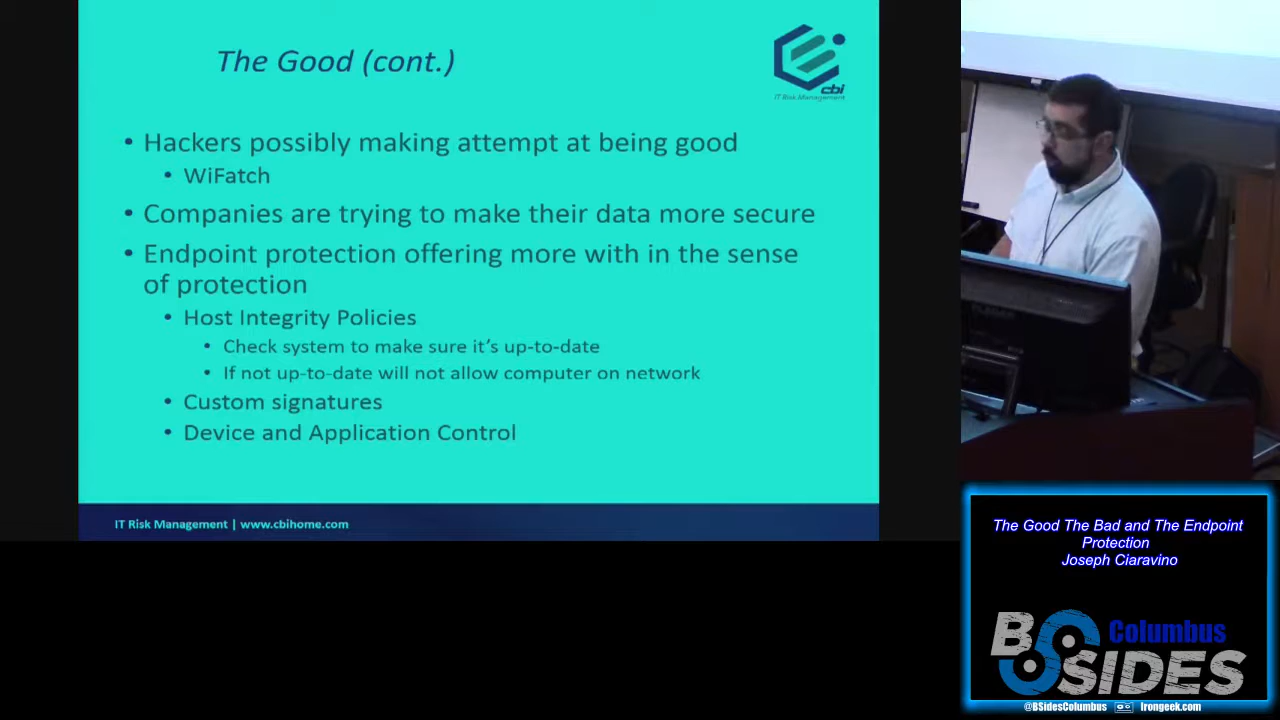 The Good (cont.)
cbi
IT Risk Management
• Hackers possibly making attempt at being good
• WiFatch
• Companies are trying to make their data more secure
• Endpoint protection offering more with in the sense
of protection
• Host Integrity Policies
• Check system to make sure it's up-to-date
• If not up-to-date will not allow computer on network
• Custom signatures
• Device and Application Control
IT Risk Management | www.cbihome.com
The Good The Bad and The Endpoint
Protection
Joseph Ciaravino
BSIDES
Columbus
@BSidesColumbus Irongeek.com